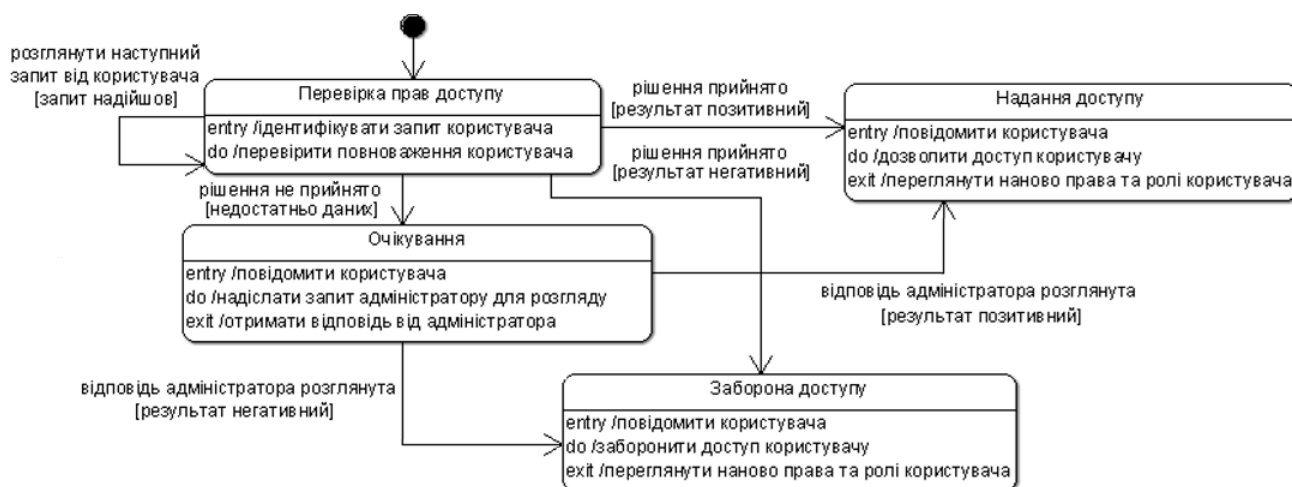 розглянути наступний
запит від користувача
[запит надійшов]
Перевірка прав доступу
entry /ідентифікувати запит користувача
do /перевірити повноваження користувача
рішення прийнято
[результат позитивний]
рішення прийнято
[результат негативний]
Надання доступу
entry /повідомити користувача
do /дозволити доступ користувачу
exit /переглянути наново права та ролі користувача
рішення не прийнято
[недостатньо даних]
Очікування
entry /повідомити користувача
do /надіслати запит адміністратору для розгляду
exit /отримати відповідь від адміністратора
відповідь адміністратора розглянута
[результат позитивний]
відповідь адміністратора розглянута
[результат негативний]
Заборона доступу
entry /повідомити користувача
do /заборонити доступ користувачу
exit /переглянути наново права та ролі користувача